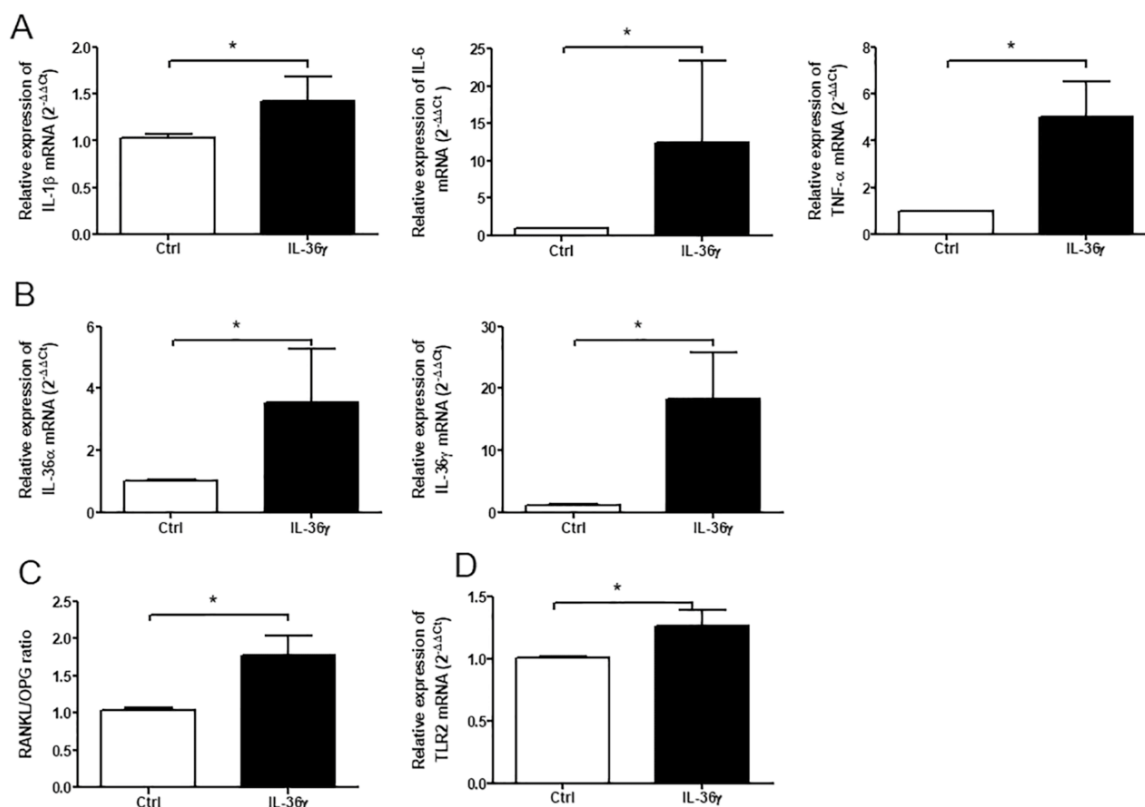 A
Relative expression of
IL-1β mRNA (2-ΔΔCt)
2.0
1.5
1.0
0.5
0.0
*
Ctrl
IL-36γ
Relative expression of IL-6
mRNA (2-ΔΔCt )
25
20
15
10
5
0
*
Ctrl
IL-36γ
Relative expression of
TNF-α mRNA (2-ΔΔCt)
8
6
4
2
0
*
Ctrl
IL-36γ
B
Relative expression of
IL-36α mRNA (2-ΔΔCt)
6
4
2
0
*
Ctrl
IL-36γ
Relative expression of
IL-36γ mRNA (2-ΔΔCt)
30
20
10
0
*
Ctrl
IL-36γ
C
RANKL/OPG ratio
2.5
2.0
1.5
1.0
0.5
0.0
*
Ctrl
IL-36γ
D
Relative expression of
TLR2 mRNA (2-ΔΔCt)
1.5
1.0
0.5
0.0
*
Ctrl
IL-36γ